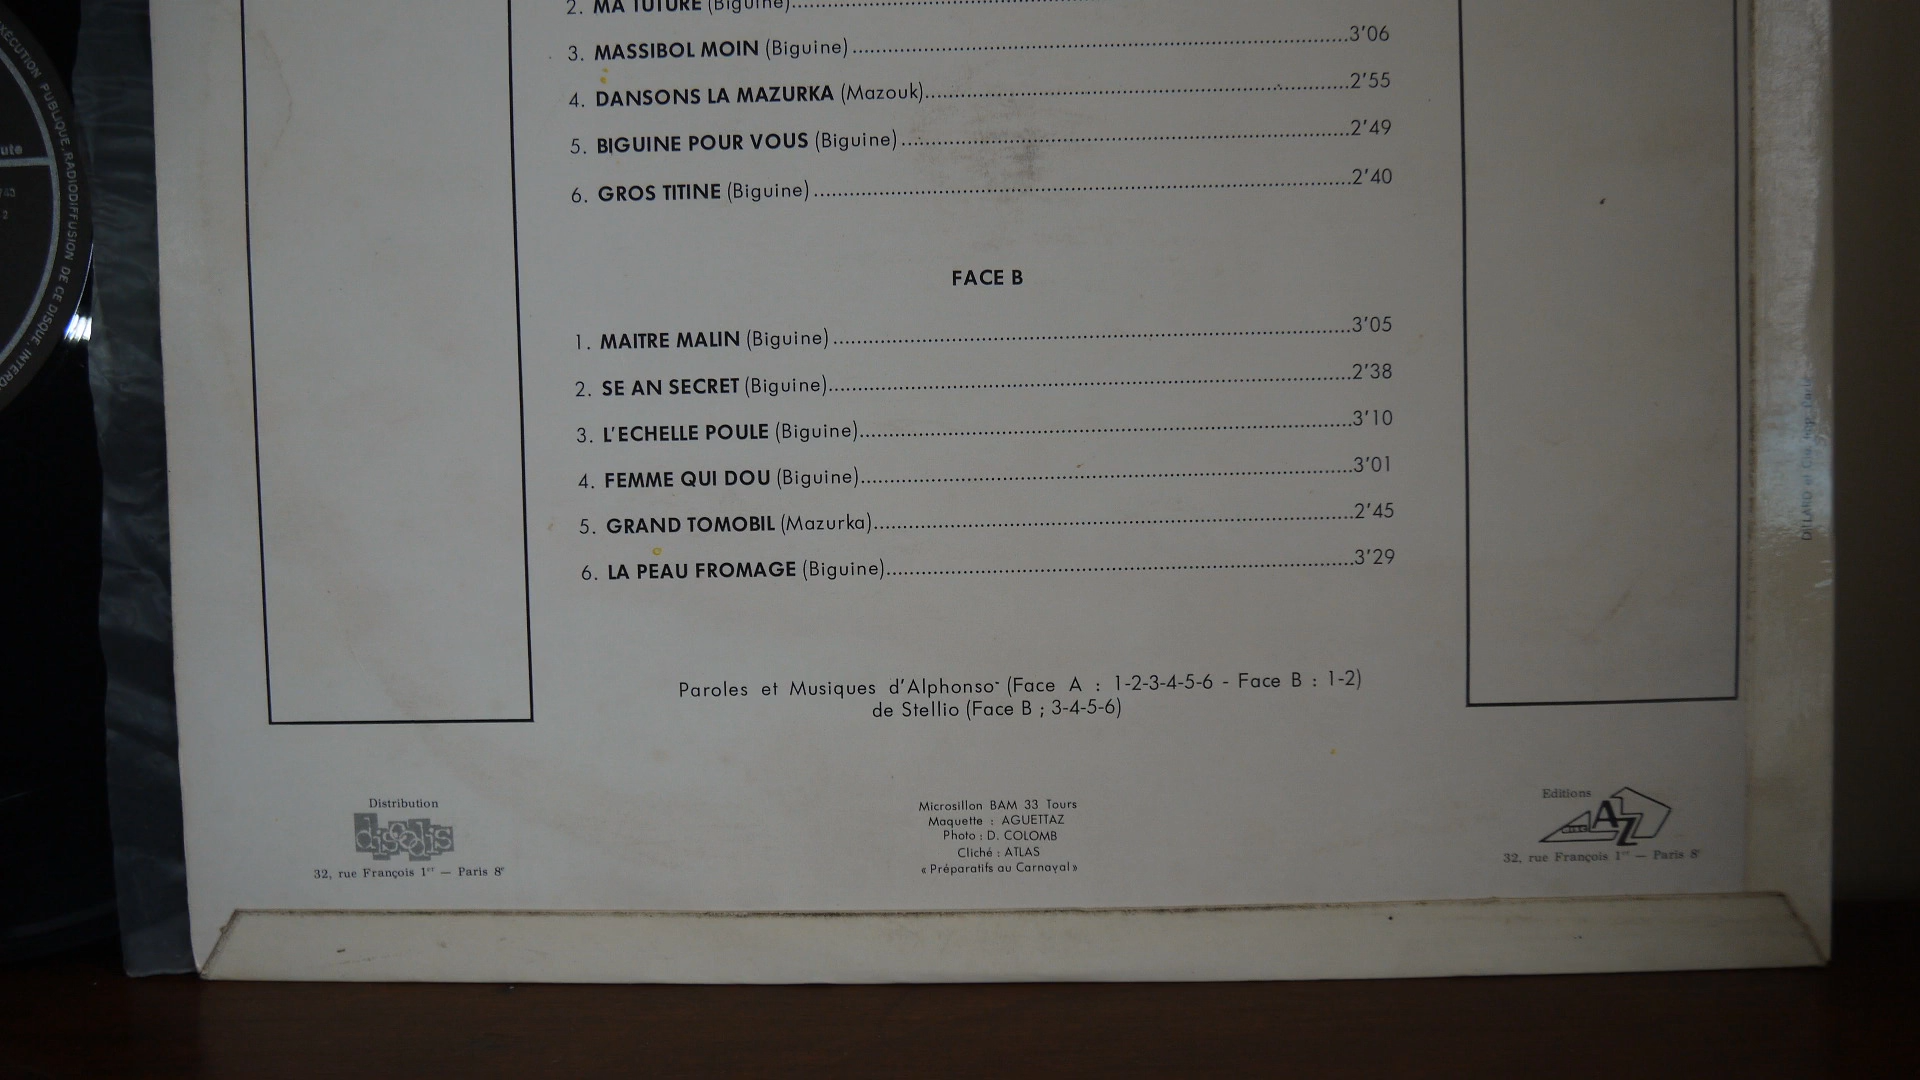 2. MA TUTURE (Biguine)
3. MASSIBOL MOIN (Biguine) 3'06
4. DANSONS LA MAZURKA (Mazouk) 2'55
5. BIGUINE POUR VOUS (Biguine) 2'49
6. GROS TITINE (Biguine) 2'40
FACE B
1. MAITRE MALIN (Biguine) 3'05
2. SE AN SECRET (Biguine) 2'38
3. L'ECHELLE POULE (Biguine) 3'10
4. FEMME QUI DOU (Biguine) 3'01
5. GRAND TOMOBIL (Mazurka) 2'45
6. LA PEAU FROMAGE (Biguine) 3'29
Paroles et Musiques d'Alphonso (Face A : 1-2-3-4-5-6 - Face B : 1-2)
de Stellio (Face B ; 3-4-5-6)
Distribution
discodis
32, rue François 1er — Paris 8e
Microsillon BAM 33 Tours
Maquette : AGUETTAZ
Photo : D. COLOMB
Cliché : ATLAS
« Préparatifs au Carnaval »
Editions
AZ
32, rue François 1er — Paris 8e
EXÉCUTION PUBLIQUE, RADIODIFFUSION DE CE DISQUE, INTERD
ute
2